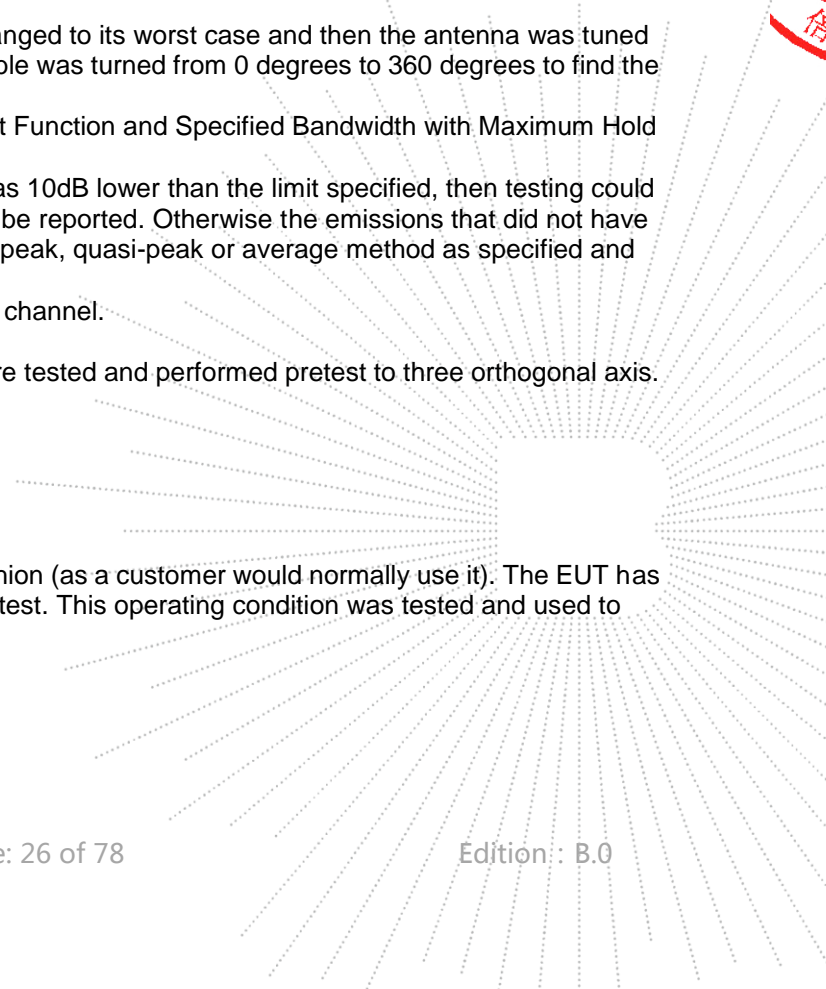 anged to its worst case and then the antenna was tuned
ole was turned from 0 degrees to 360 degrees to find the
t Function and Specified Bandwidth with Maximum Hold
as 10dB lower than the limit specified, then testing could
be reported. Otherwise the emissions that did not have
peak, quasi-peak or average method as specified and
channel.
re tested and performed pretest to three orthogonal axis.
nion (as a customer would normally use it). The EUT has
test. This operating condition was tested and used to
e: 26 of 78 Edition : B.0